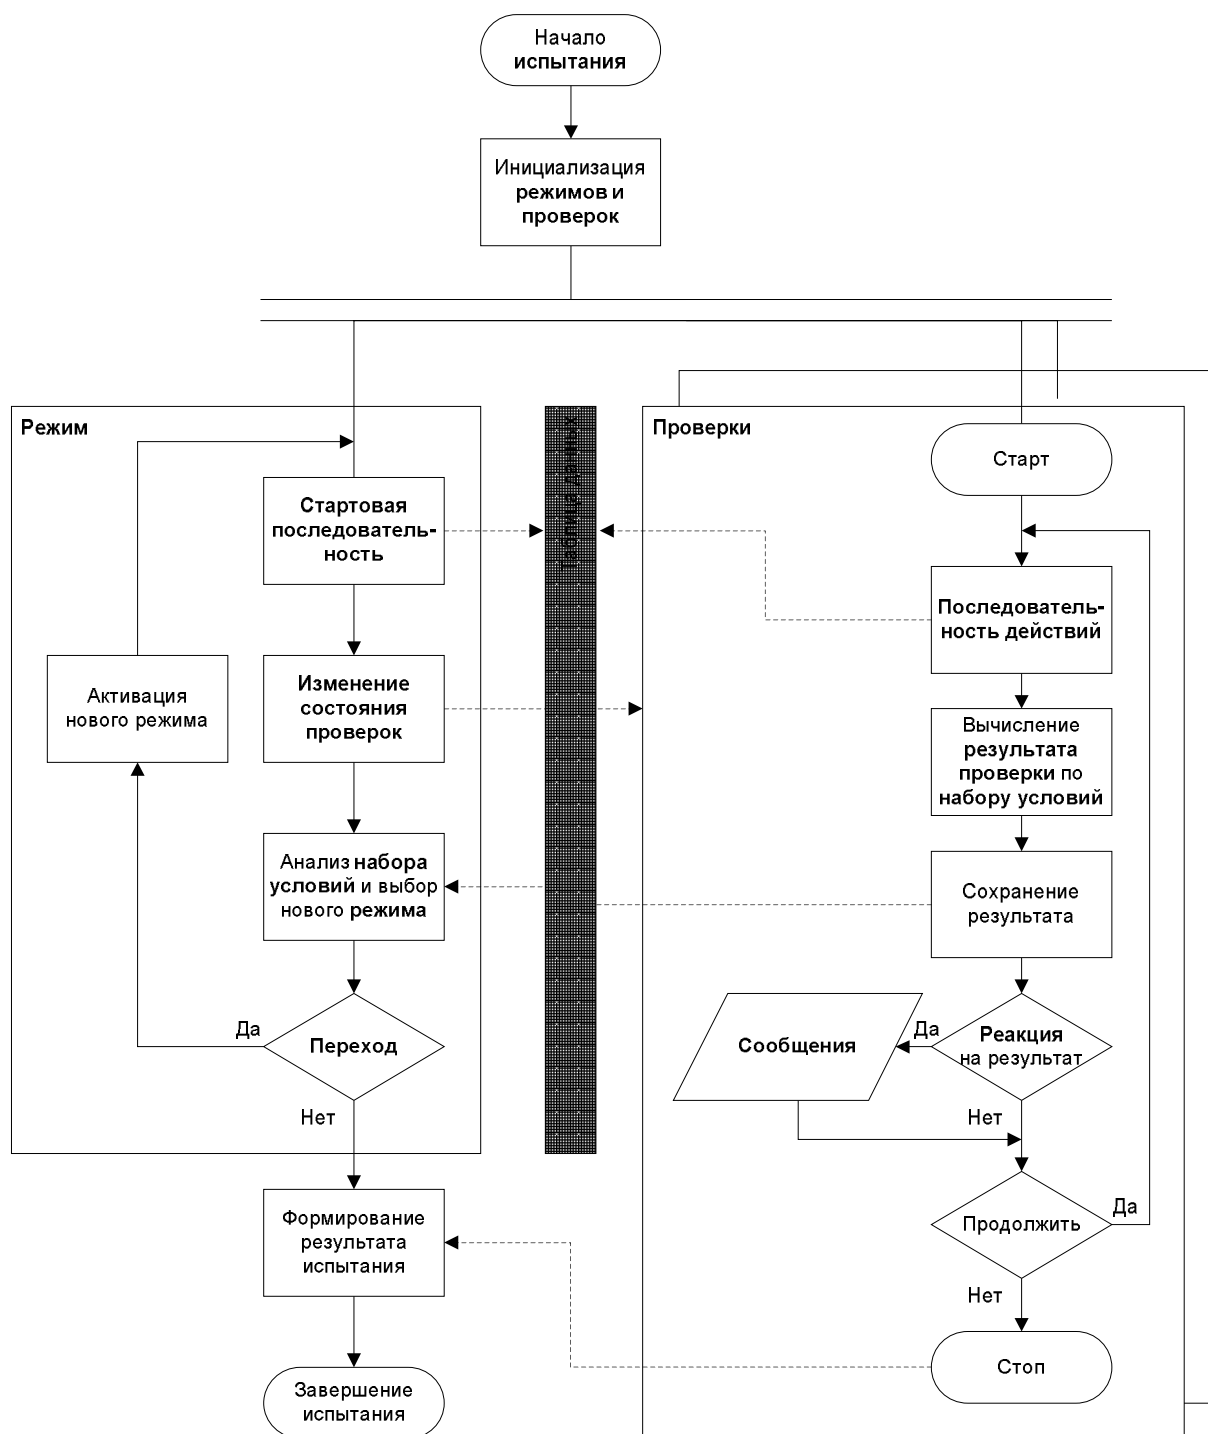 Начало
испытания
Инициализация
режимов и
проверок
Режим
Стартовая
последователь-
ность
Изменение
состояния
проверок
Активация
нового режима
Анализ набора
условий и выбор
нового режима
Да
Переход
Нет
Формирование
результата
испытания
Завершение
испытания
Таблица данных
Проверки
Старт
Последователь-
ность действий
Вычисление
результата
проверки по
набору условий
Сохранение
результата
Сообщения
Да
Реакция
на результат
Нет
Продолжить
Да
Нет
Стоп